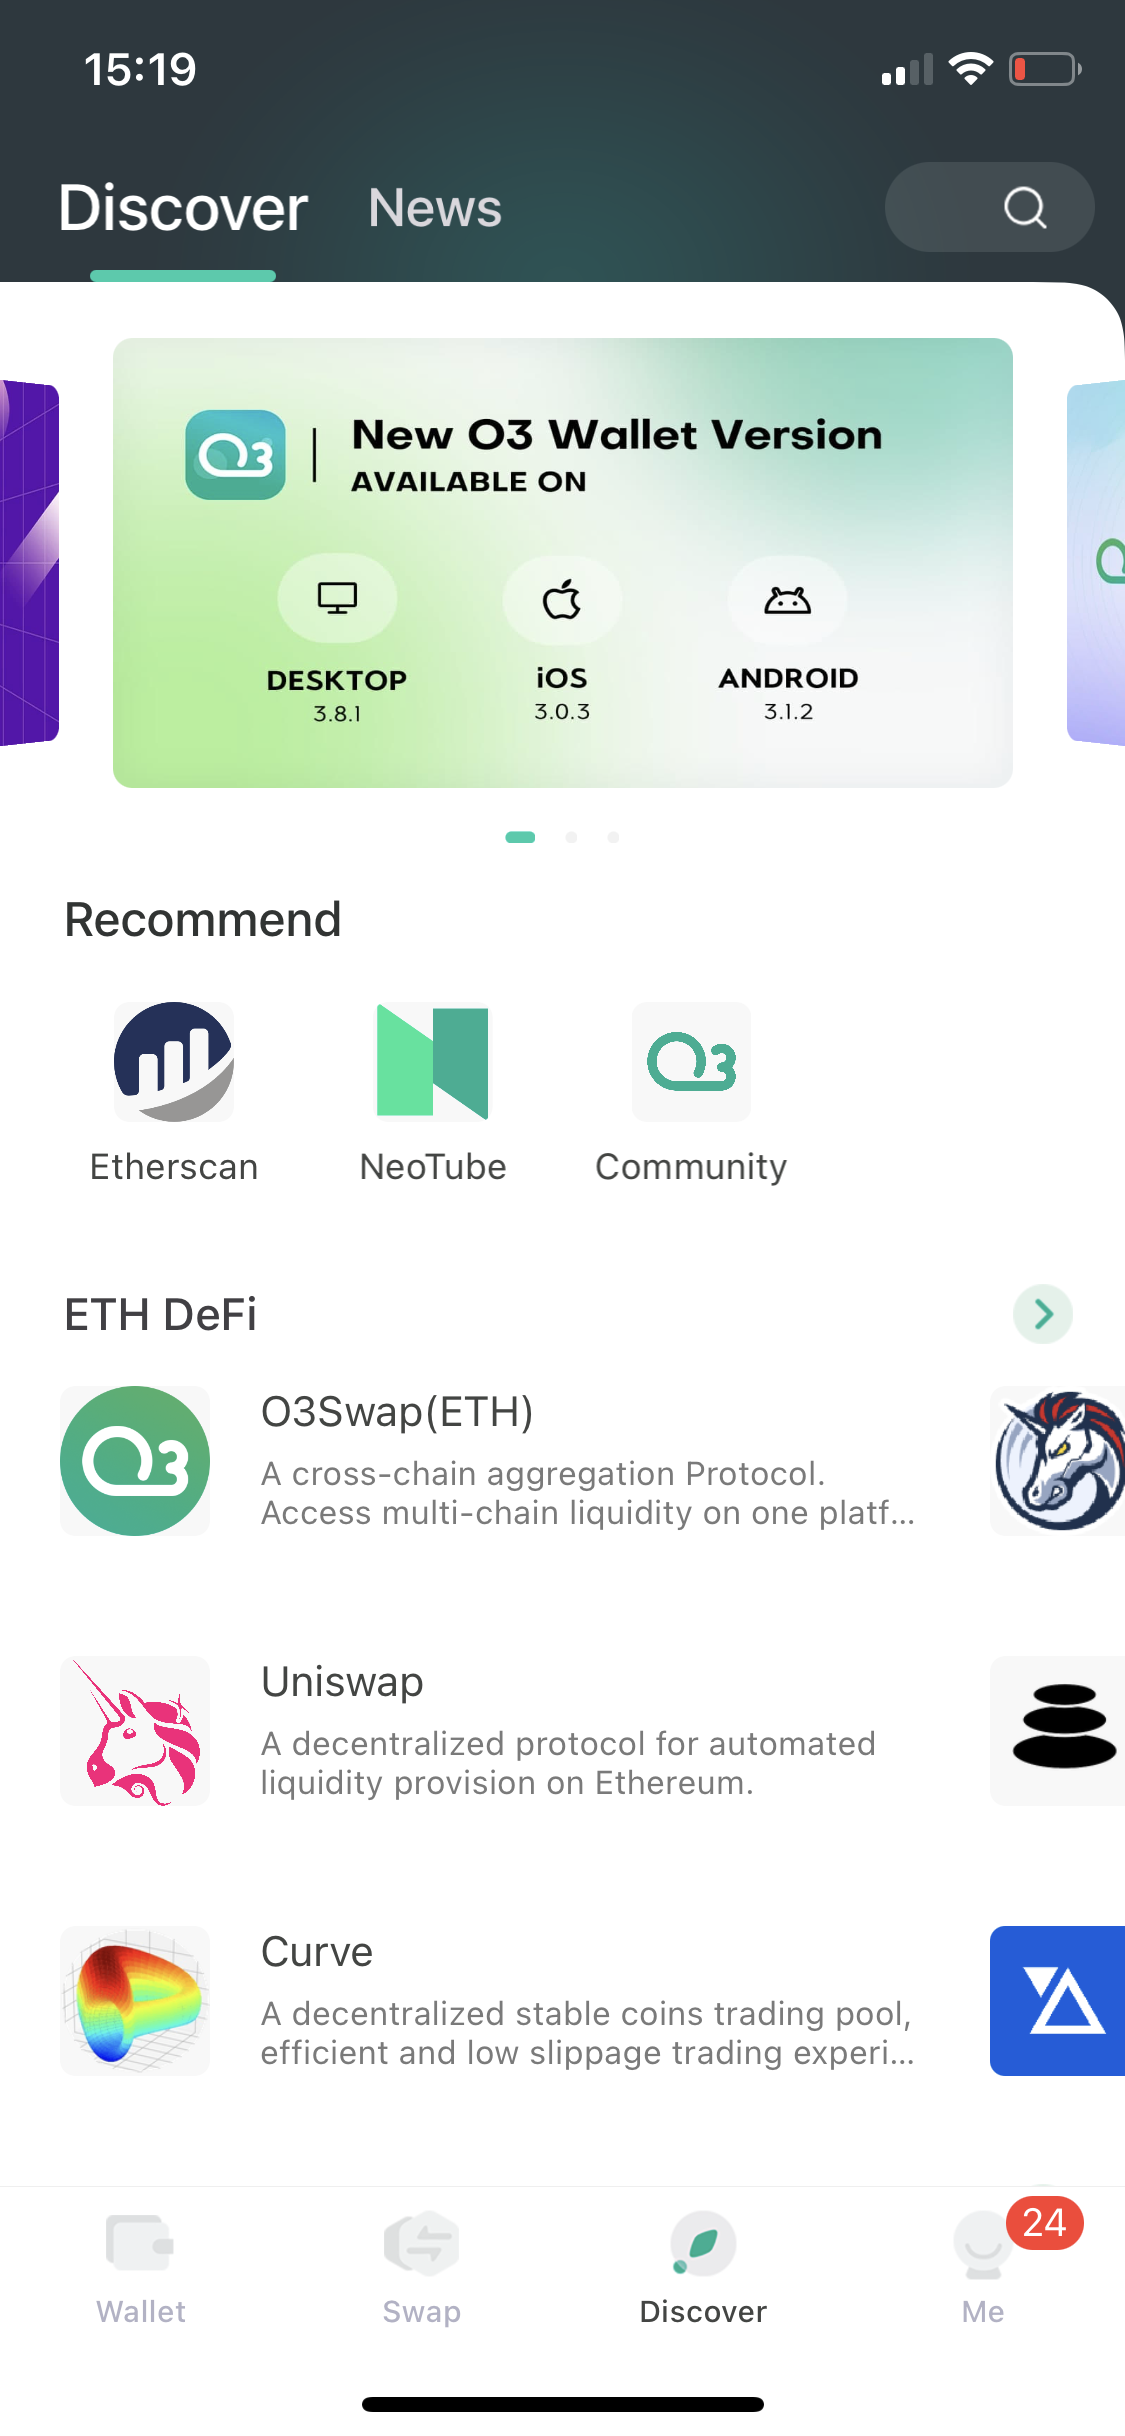 15:19
Discover
News
O3
New O3 Wallet Version
AVAILABLE ON
DESKTOP
iOS
ANDROID
3.8.1
3.0.3
3.1.2
Recommend
O3
Etherscan
NeoTube
Community
ETH DeFi
O3
O3Swap(ETH)
A cross-chain aggregation Protocol.
Access multi-chain liquidity on one platf...
Uniswap
A decentralized protocol for automated
liquidity provision on Ethereum.
Curve
A decentralized stable coins trading pool,
efficient and low slippage trading experi...
24
Wallet
Swap
Discover
Me